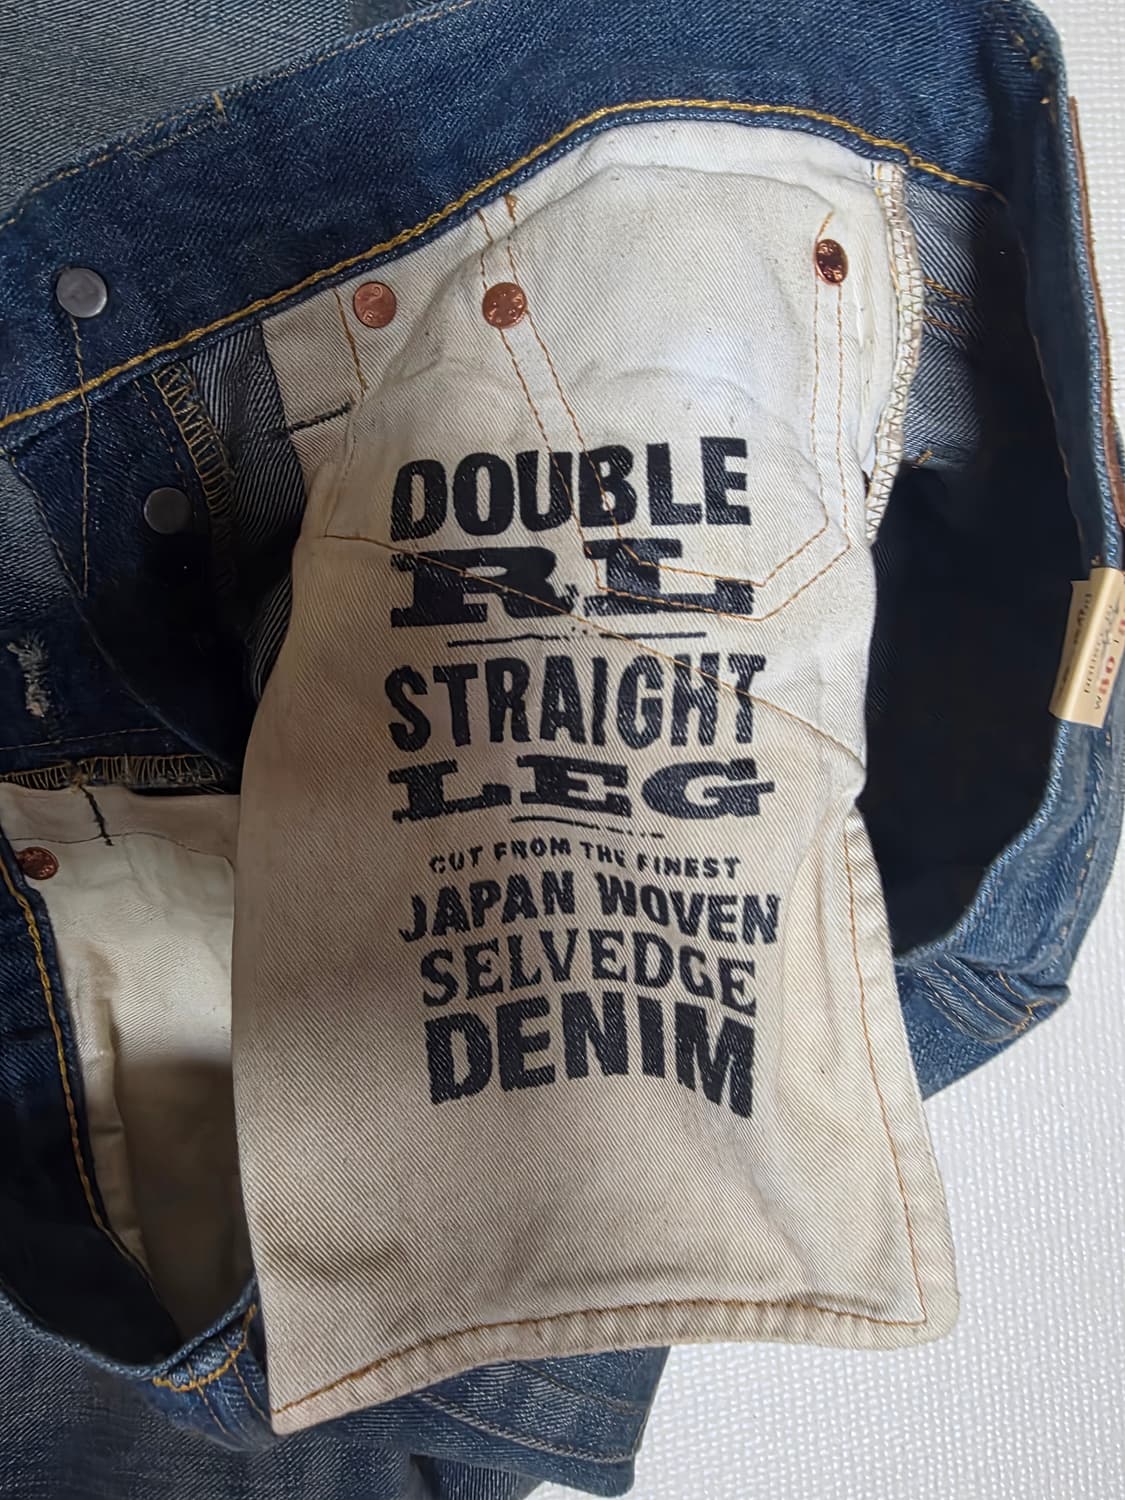 DOUBLE
RL
STRAIGHT
LEG
CUT FROM THE FINEST
JAPAN WOVEN
SELVEDGE
DENIM